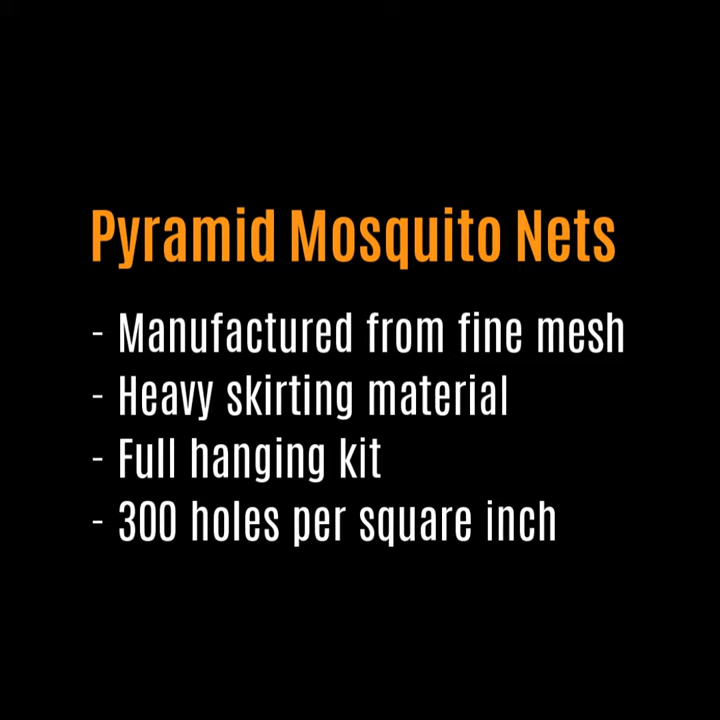 Pyramid Mosquito Nets
- Manufactured from fine mesh
- Heavy skirting material
- Full hanging kit
- 300 holes per square inch